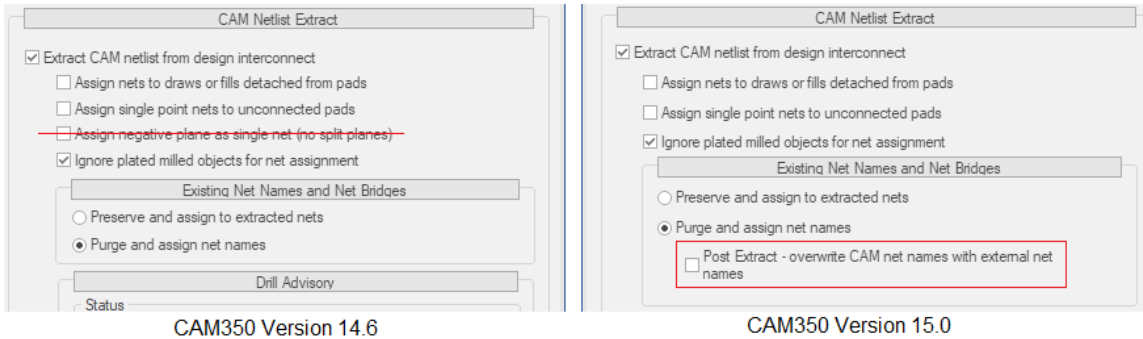 CAM Netlist Extract
Extract CAM netlist from design interconnect
Assign nets to draws or fills detached from pads
Assign single point nets to unconnected pads
Assign negative plane as single net (no split planes)
Ignore plated milled objects for net assignment
Existing Net Names and Net Bridges
Preserve and assign to extracted nets
Purge and assign net names
Drill Advisory
Status
CAM350 Version 14.6
CAM Netlist Extract
Extract CAM netlist from design interconnect
Assign nets to draws or fills detached from pads
Assign single point nets to unconnected pads
Ignore plated milled objects for net assignment
Existing Net Names and Net Bridges
Preserve and assign to extracted nets
Purge and assign net names
Post Extract - overwrite CAM net names with external net
names
CAM350 Version 15.0